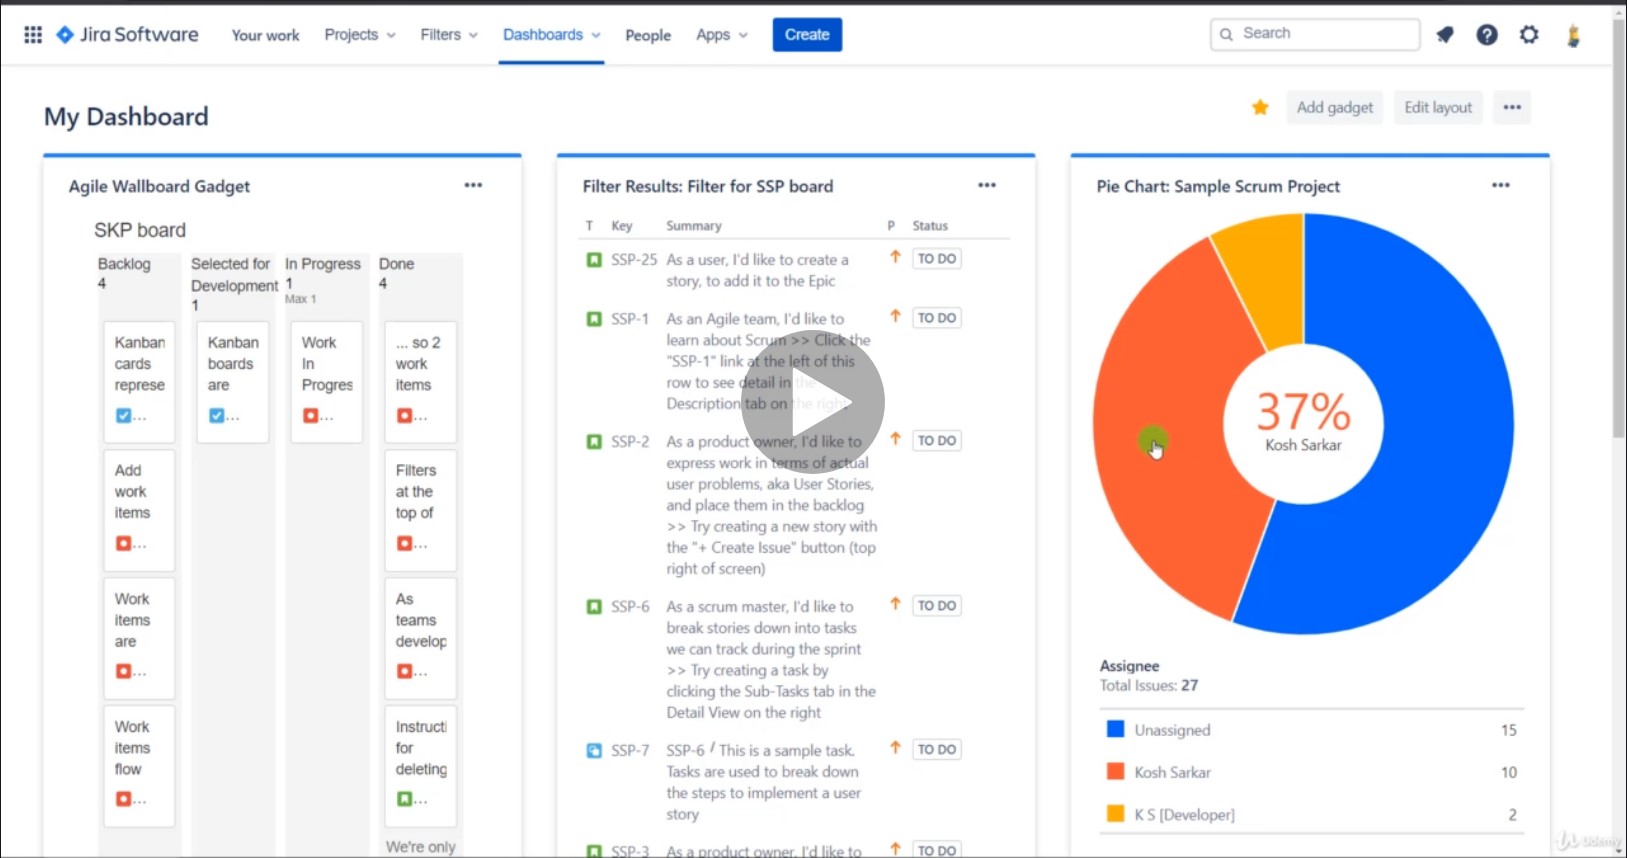 Jira Software
Your work
Projects
Filters
Dashboards
People
Apps
Create
Search
My Dashboard
Add gadget
Edit layout
Agile Wallboard Gadget
SKP board
Backlog
4
Selected for
Development
1
In Progress
1
Max 1
Done
4
Kanban
cards
represe
...
Add
work
items
...
Work
items
are
...
Work
items
flow
...
Kanban
boards
are
...
Work
In
Progres
...
... so 2
work
items
...
Filters
at the
top of
...
As
teams
develop
...
Instructi
for
deleting
...
We're only
Filter Results: Filter for SSP board
T Key Summary P Status
SSP-25 As a user, I'd like to create a TO DO
story, to add it to the Epic
SSP-1 As an Agile team, I'd like to TO DO
learn about Scrum >> Click the
"SSP-1" link at the left of this
row to see detail in the
Description tab on the right
SSP-2 As a product owner, I'd like to TO DO
express work in terms of actual
user problems, aka User Stories,
and place them in the backlog
>> Try creating a new story with
the "+ Create Issue" button (top
right of screen)
SSP-6 As a scrum master, I'd like to TO DO
break stories down into tasks
we can track during the sprint
>> Try creating a task by
clicking the Sub-Tasks tab in the
Detail View on the right
SSP-7 SSP-6 / This is a sample task. TO DO
Tasks are used to break down
the steps to implement a user
story
SSP-3 As a product owner, I'd like to TO DO
Pie Chart: Sample Scrum Project
37%
Kosh Sarkar
Assignee
Total Issues: 27
Unassigned 15
Kosh Sarkar 10
K S [Developer] 2
Udemy